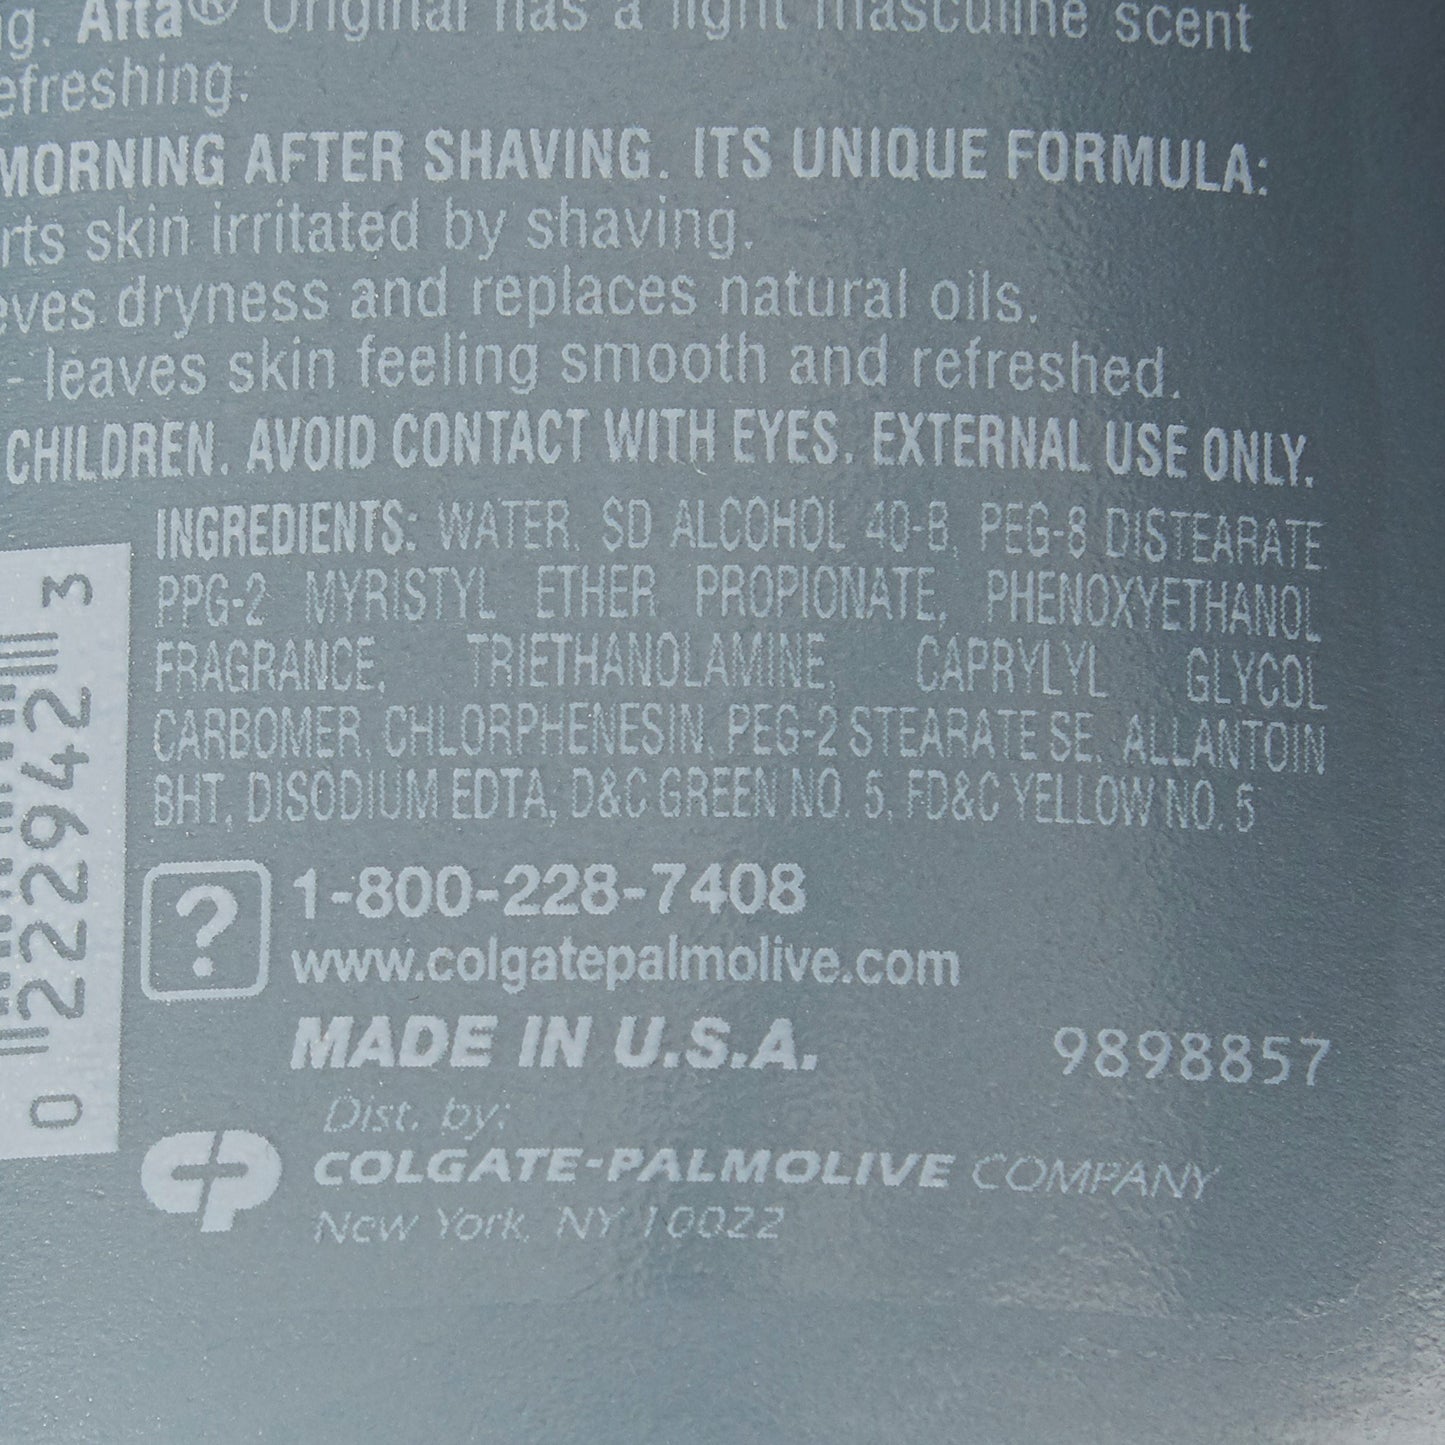 ng. Afta® Original has a light masculine scent
efreshing.
MORNING AFTER SHAVING. ITS UNIQUE FORMULA:
rts skin irritated by shaving.
eves dryness and replaces natural oils.
- leaves skin feeling smooth and refreshed.
CHILDREN. AVOID CONTACT WITH EYES. EXTERNAL USE ONLY.
INGREDIENTS: WATER, SD ALCOHOL 40-B, PEG-8 DISTEARATE
PPG-2 MYRISTYL ETHER PROPIONATE, PHENOXYETHANOL
FRAGRANCE, TRIETHANOLAMINE, CAPRYLYL GLYCOL
CARBOMER, CHLORPHENESIN, PEG-2 STEARATE SE, ALLANTOIN
BHT, DISODIUM EDTA, D&C GREEN NO. 5, FD&C YELLOW NO. 5
0 22294 2 3
? 1-800-228-7408
www.colgatepalmolive.com
MADE IN U.S.A. 9898857
Dist. by:
CP COLGATE-PALMOLIVE COMPANY
New York, NY 10022